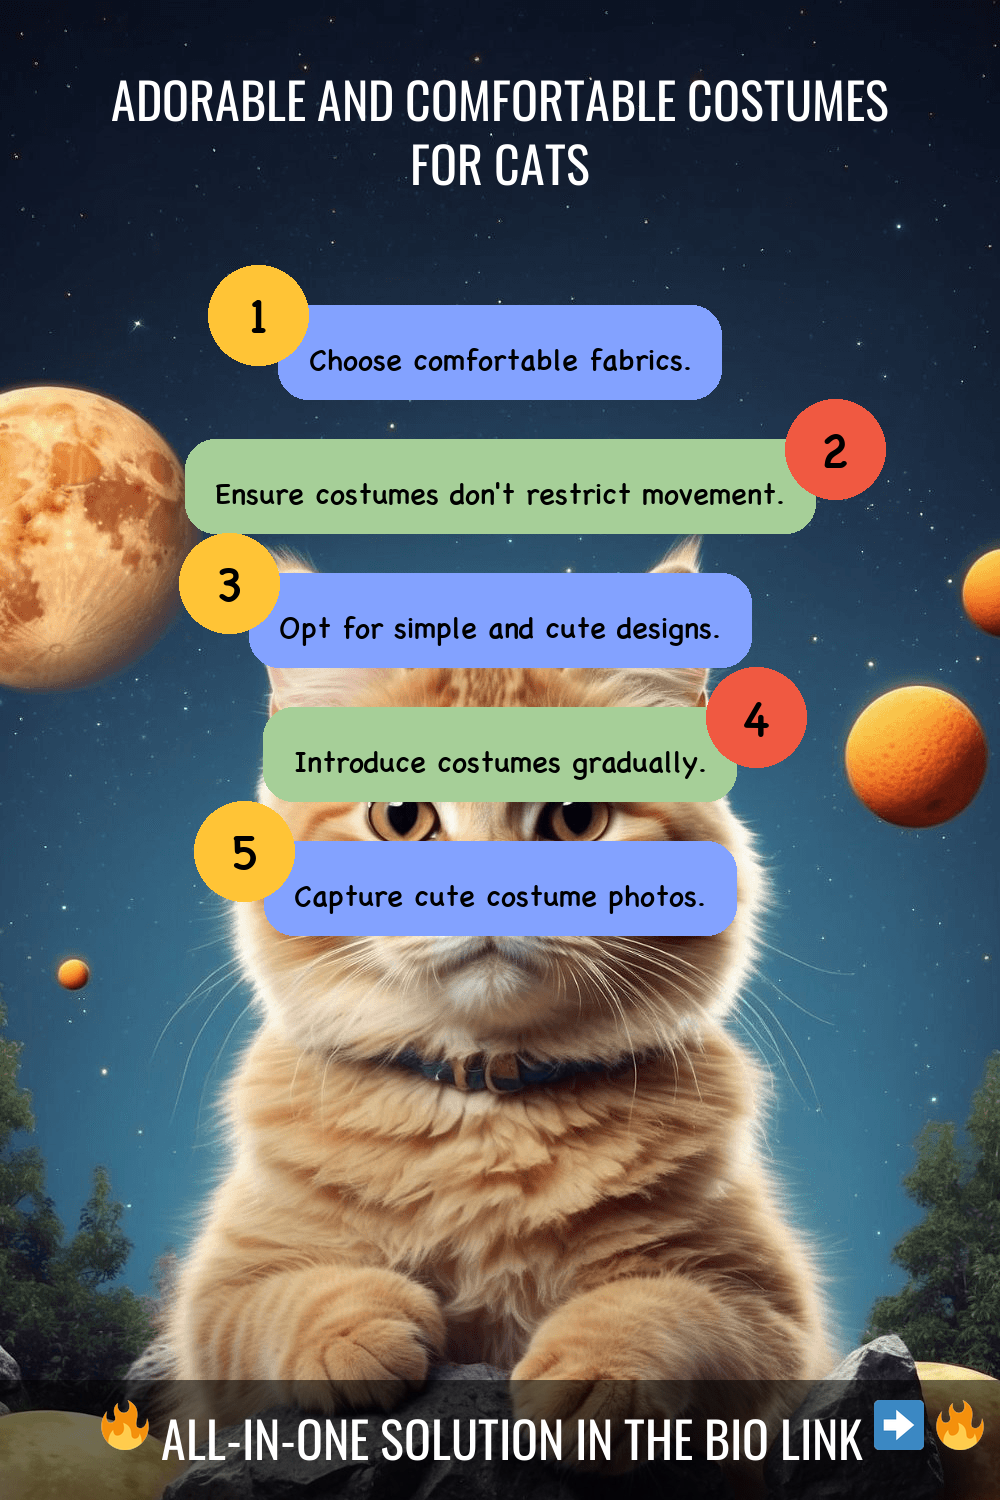 ADORABLE AND COMFORTABLE COSTUMES
FOR CATS
1
Choose comfortable fabrics.
2
Ensure costumes don't restrict movement.
3
Opt for simple and cute designs.
4
Introduce costumes gradually.
5
Capture cute costume photos.
🔥 ALL-IN-ONE SOLUTION IN THE BIO LINK ➡️ 🔥